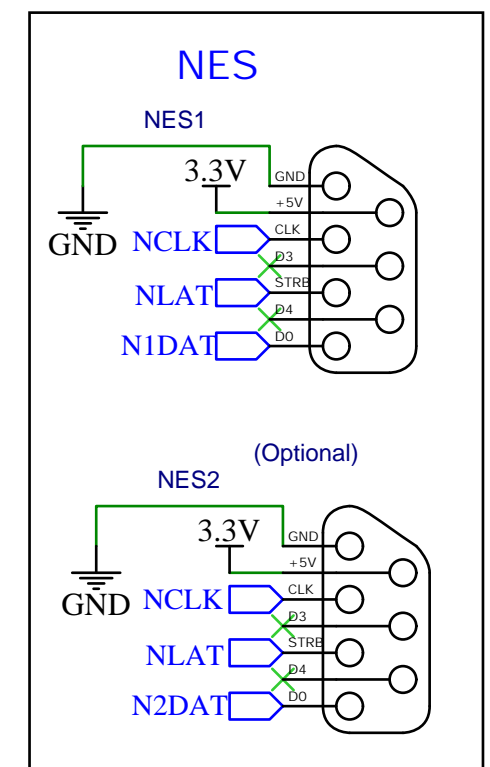 NES
NES1
3.3V
GND
+5V
GND
NCLK
CLK
D3
NLAT
STRB
D4
N1DAT
D0
(Optional)
NES2
3.3V
GND
+5V
GND
NCLK
CLK
D3
NLAT
STRB
D4
N2DAT
D0